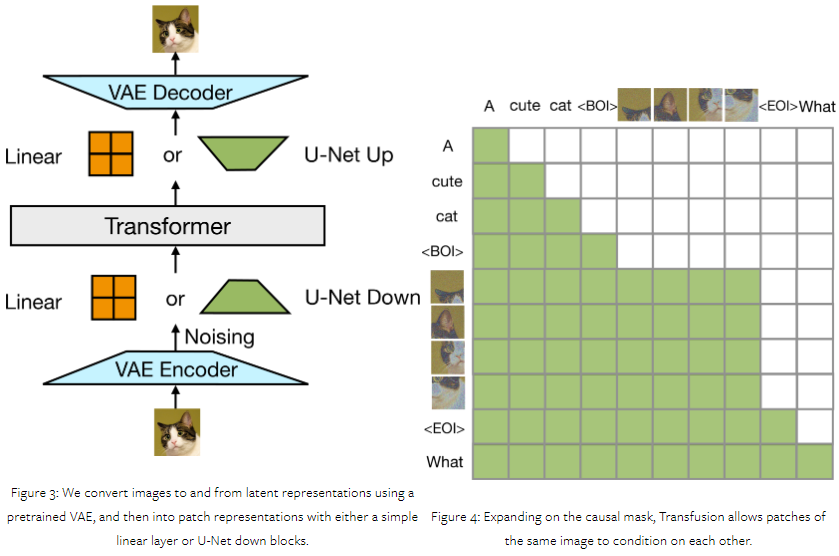 VAE Decoder
Linear or U-Net Up
Transformer
Linear or U-Net Down
Noising
VAE Encoder
Figure 3: We convert images to and from latent representations using a
pretrained VAE, and then into patch representations with either a simple
linear layer or U-Net down blocks.
A cute cat <BOI> <EOI> What
A
cute
cat
<BOI>
<EOI>
What
Figure 4: Expanding on the causal mask, Transfusion allows patches of
the same image to condition on each other.